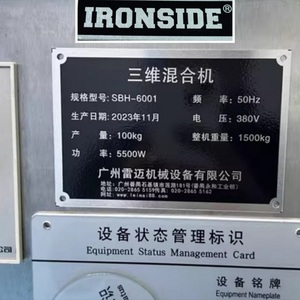 IRONSIDE®
三维混合机
规格型号：SBH-6001 频 率：50Hz
生产日期：2023年11月 电 压：380V
产 量：100kg 整机重量：1500kg
功 率：5500W
广州雷迈机械设备有限公司
设备状态管理标识
Equipment Status Management Card
设 备 铭 牌
Equipment Nameplate